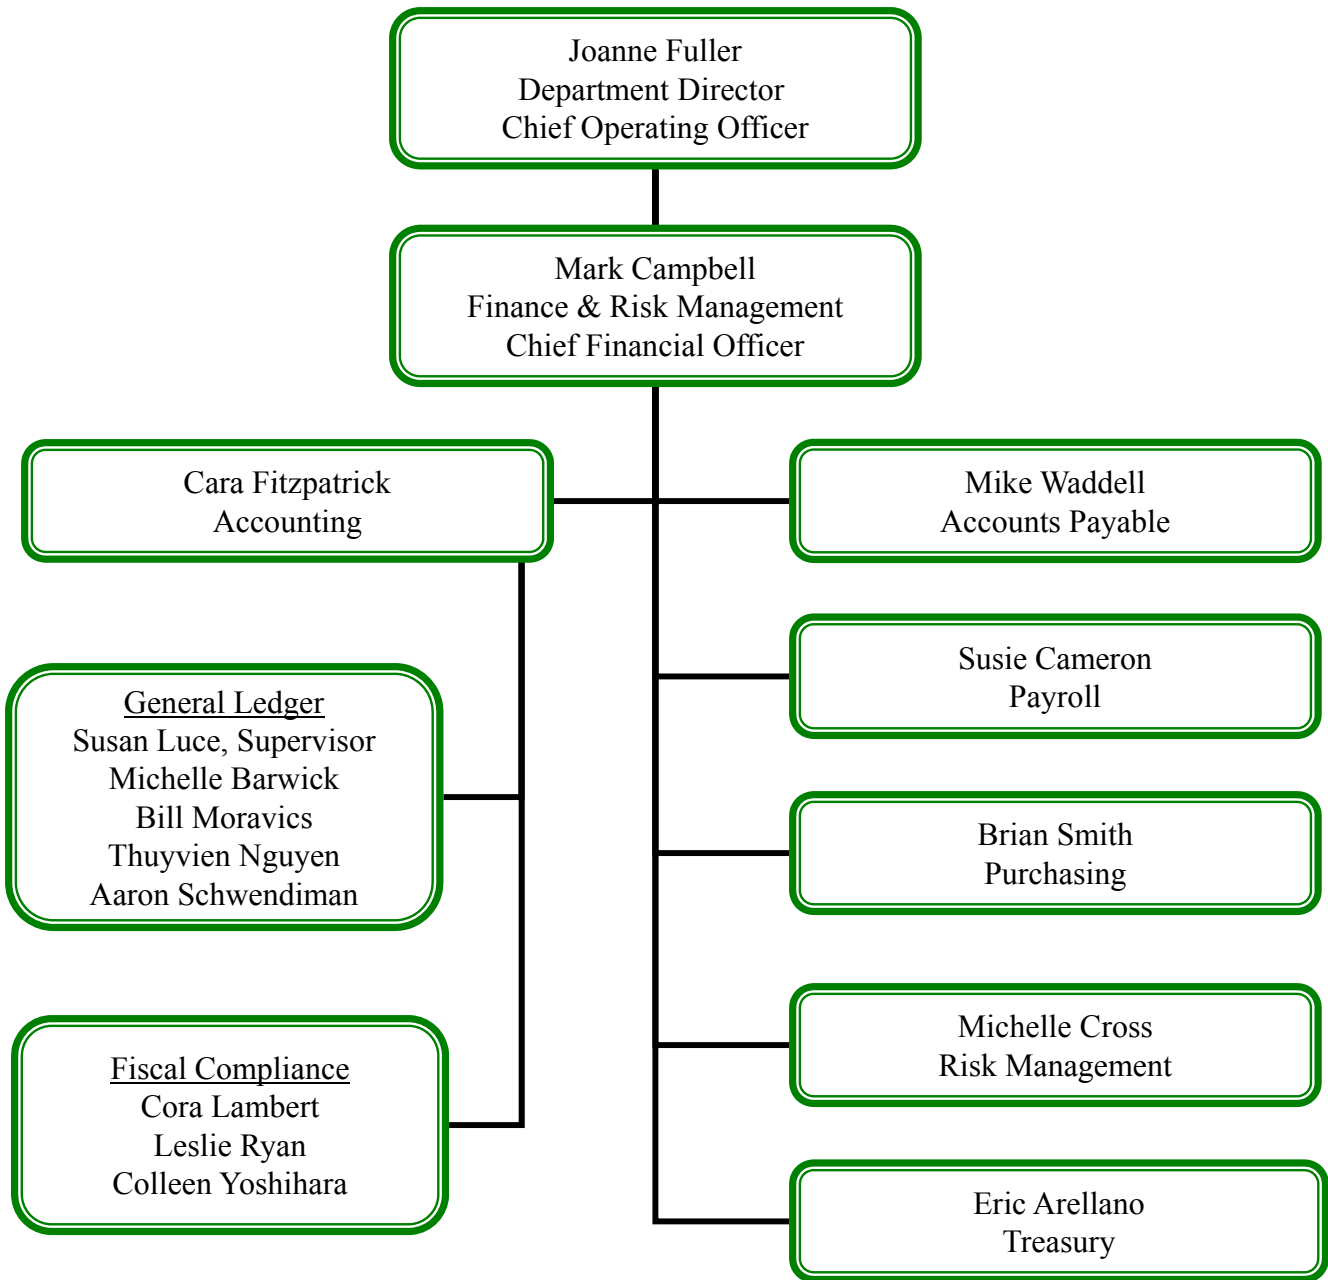 Joanne Fuller
Department Director
Chief Operating Officer
Mark Campbell
Finance & Risk Management
Chief Financial Officer
Cara Fitzpatrick
Accounting
Mike Waddell
Accounts Payable
Susie Cameron
Payroll
General Ledger
Susan Luce, Supervisor
Michelle Barwick
Bill Moravics
Thuyvien Nguyen
Aaron Schwendiman
Brian Smith
Purchasing
Michelle Cross
Risk Management
Fiscal Compliance
Cora Lambert
Leslie Ryan
Colleen Yoshihara
Eric Arellano
Treasury